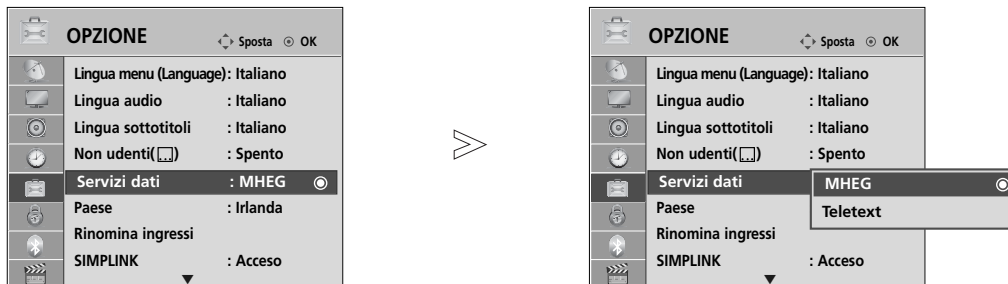 OPZIONE
Sposta OK
Lingua menu (Language): Italiano
Lingua audio : Italiano
Lingua sottotitoli : Italiano
Non udenti( ) : Spento
Servizi dati : MHEG
Paese : Irlanda
Rinomina ingressi
SIMPLINK : Acceso
OPZIONE
Sposta OK
Lingua menu (Language): Italiano
Lingua audio : Italiano
Lingua sottotitoli : Italiano
Non udenti( ) : Spento
Servizi dati
MHEG
Paese
Teletext
Rinomina ingressi
SIMPLINK : Acceso